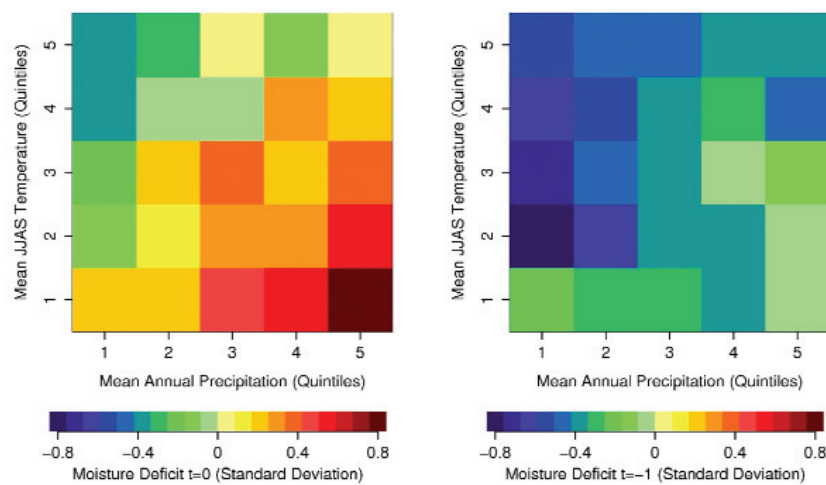 Mean JJAS Temperature (Quintiles)
5
4
3
2
1
1 2 3 4 5
Mean Annual Precipitation (Quintiles)
−0.8 −0.4 0 0.4 0.8
Moisture Deficit t=0 (Standard Deviation)
Mean JJAS Temperature (Quintiles)
5
4
3
2
1
1 2 3 4 5
Mean Annual Precipitation (Quintiles)
−0.8 −0.4 0 0.4 0.8
Moisture Deficit t=−1 (Standard Deviation)